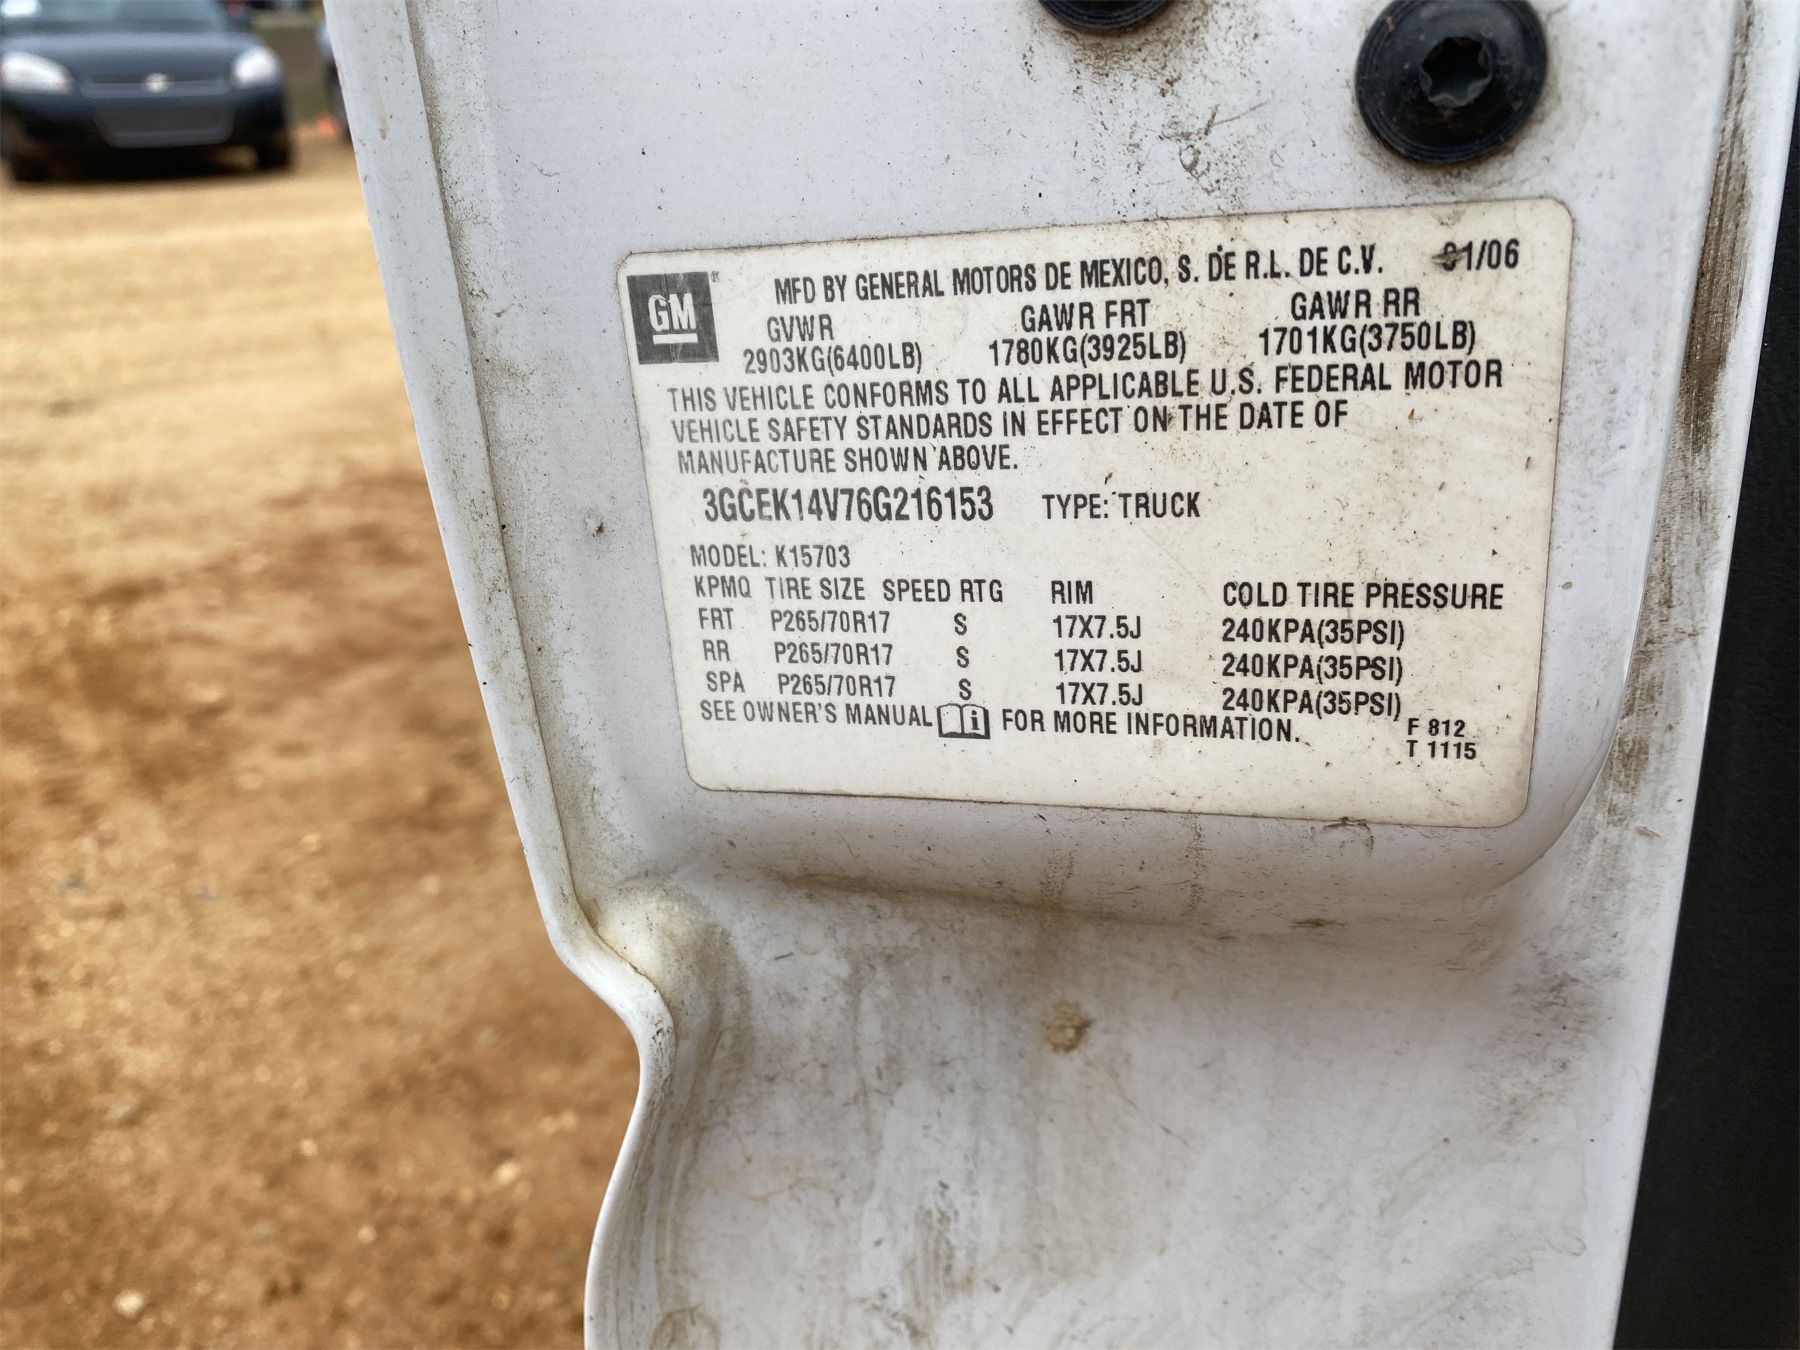 GM
MFD BY GENERAL MOTORS DE MEXICO, S. DE R.L. DE C.V. 01/06
GVWR GAWR FRT GAWR RR
2903KG(6400LB) 1780KG(3925LB) 1701KG(3750LB)
THIS VEHICLE CONFORMS TO ALL APPLICABLE U.S. FEDERAL MOTOR
VEHICLE SAFETY STANDARDS IN EFFECT ON THE DATE OF
MANUFACTURE SHOWN ABOVE.
3GCEK14V76G216153 TYPE: TRUCK
MODEL: K15703
KPMQ TIRE SIZE SPEED RTG RIM COLD TIRE PRESSURE
FRT P265/70R17 S 17X7.5J 240KPA(35PSI)
RR P265/70R17 S 17X7.5J 240KPA(35PSI)
SPA P265/70R17 S 17X7.5J 240KPA(35PSI)
SEE OWNER'S MANUAL i FOR MORE INFORMATION.
F 812
T 1115